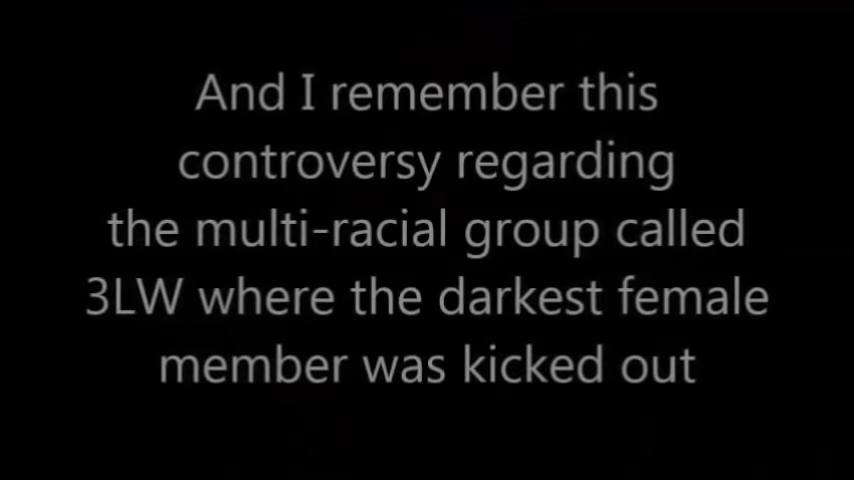 And I remember this
controversy regarding
the multi-racial group called
3LW where the darkest female
member was kicked out